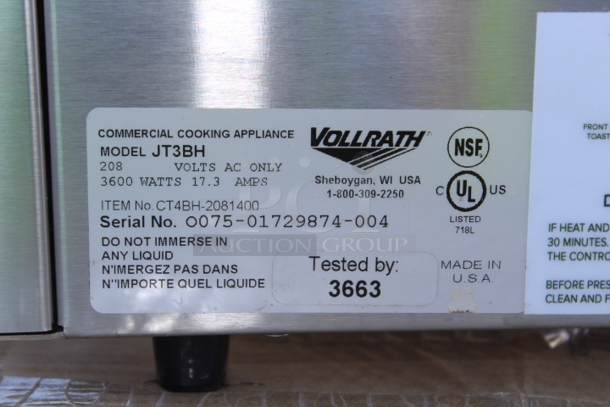 COMMERCIAL COOKING APPLIANCE
MODEL JT3BH
208 VOLTS AC ONLY
3600 WATTS 17.3 AMPS
ITEM No. CT4BH-2081400
Serial No. O075-01729874-004
DO NOT IMMERSE IN
ANY LIQUID
N'IMERGEZ PAS DANS
N"IMPORTE QUEL LIQUIDE
VOLLRATH
Sheboygan, WI USA
1-800-309-2250
Tested by:
3663
NSF
C UL US
LISTED
718L
MADE IN
U.S.A.
AUCTION GROUP
FRONT
TOAST
D
IF HEAT AND
30 MINUTES.
THE CONTRO
BEFORE PRES
CLEAN AND F